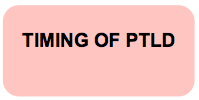 TIMING OF PTLD